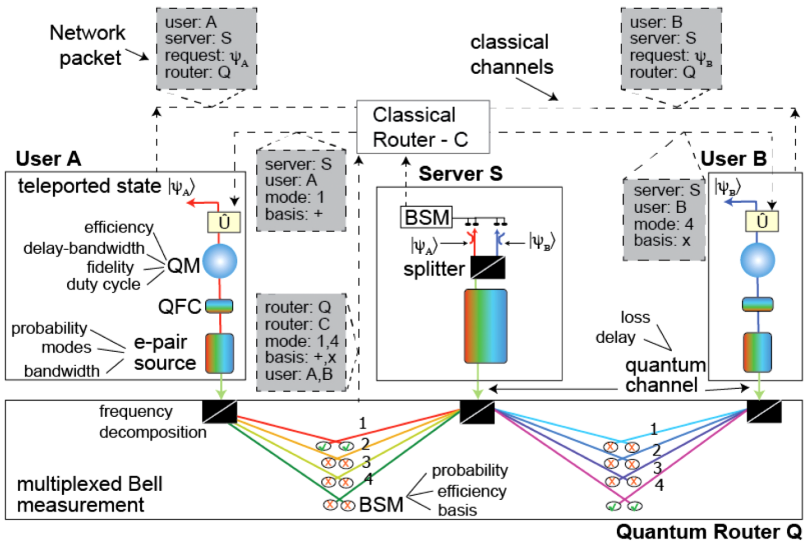 Network
packet
user: A
server: S
request: ψA
router: Q
classical
channels
user: B
server: S
request: ψB
router: Q
Classical
Router - C
User A
teleported state |ψA⟩
Û
efficiency
delay-bandwidth
fidelity
duty cycle
QM
QFC
probability
modes
bandwidth
e-pair
source
server: S
user: A
mode: 1
basis: +
router: Q
router: C
mode: 1,4
basis: +,x
user: A,B
Server S
BSM
|ψA⟩
|ψB⟩
splitter
server: S
user: B
mode: 4
basis: x
User B
|ψB⟩
Û
loss
delay
quantum
channel
frequency
decomposition
1
2
3
4
multiplexed Bell
measurement
BSM
probability
efficiency
basis
1
2
3
4
Quantum Router Q